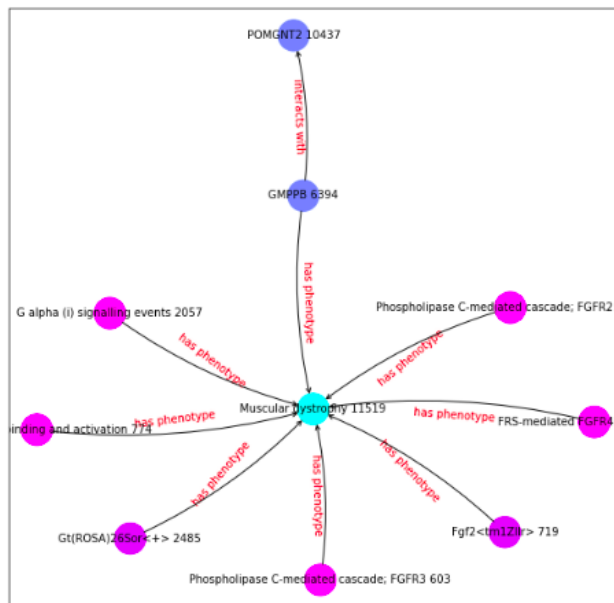 POMGNT2 10437
interacts with
GMPPB 6394
has phenotype
G alpha (i) signalling events 2057
Phospholipase C-mediated cascade; FGFR2
has phenotype
has phenotype
Muscular dystrophy 11519
has phenotype
has phenotype
binding and activation 774
FRS-mediated FGFR4
has phenotype
has phenotype
has phenotype
Gt(ROSA)26Sor<+> 2485
Fgf2<tm1Zllr> 719
Phospholipase C-mediated cascade; FGFR3 603